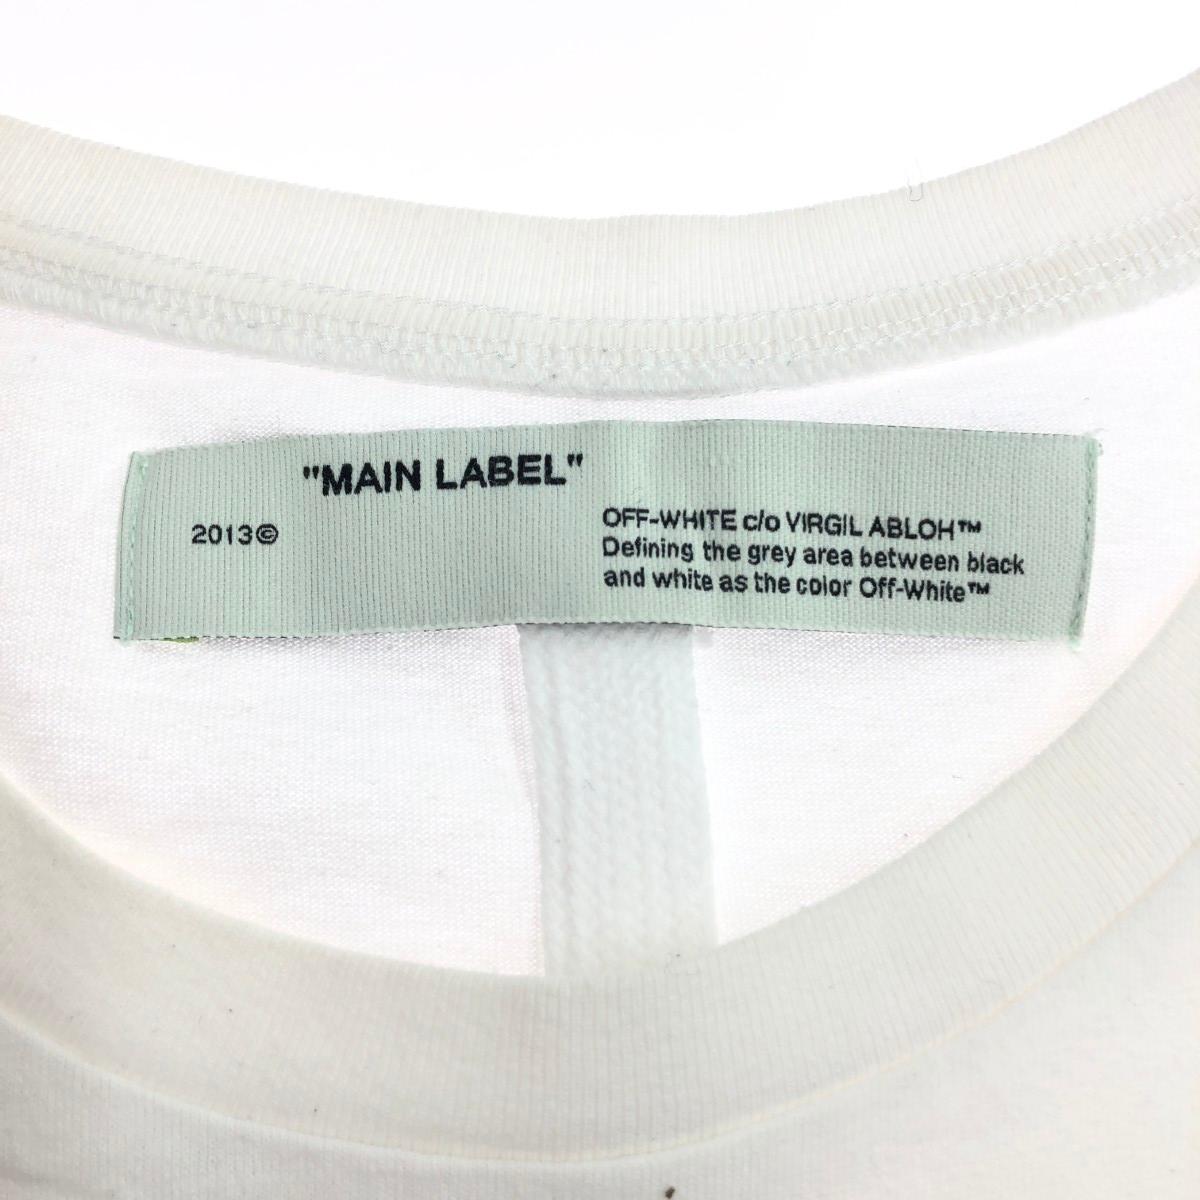 "MAIN LABEL"
2013©
OFF-WHITE c/o VIRGIL ABLOH™
Defining the grey area between black
and white as the color Off-White™